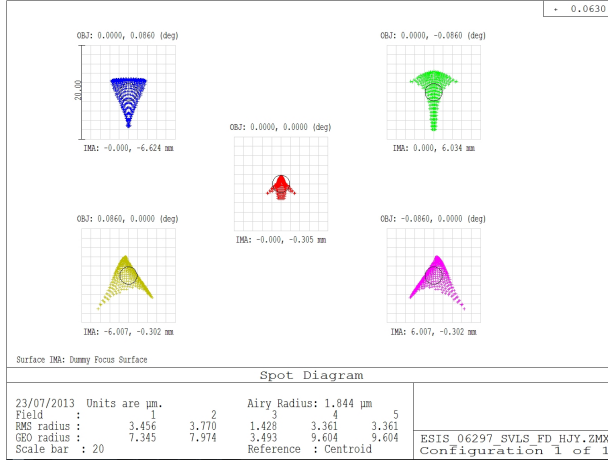 + 0.0630
OBJ: 0.0000, 0.0860 (deg)
OBJ: 0.0000, -0.0860 (deg)
20.00
IMA: -0.000, -6.624 mm
IMA: 0.000, 6.034 mm
OBJ: 0.0000, 0.0000 (deg)
IMA: -0.000, -0.305 mm
OBJ: 0.0860, 0.0000 (deg)
OBJ: -0.0860, 0.0000 (deg)
IMA: -6.007, -0.302 mm
IMA: 6.007, -0.302 mm
Surface IMA: Dummy Focus Surface
Spot Diagram
23/07/2013 Units are µm. Airy Radius: 1.844 µm
Field : 1 2 3 4 5
RMS radius : 3.456 3.770 1.428 3.361 3.361
GEO radius : 7.345 7.974 3.493 9.604 9.604
Scale bar : 20 Reference : Centroid
ESIS_06297_SVLS_FD_HJY.ZMX
Configuration 1 of 1